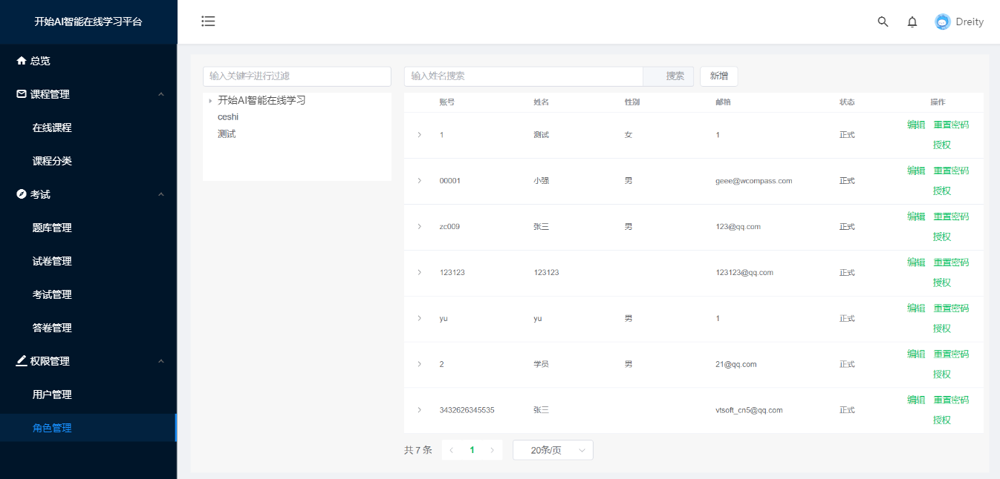 开始AI智能在线学习平台
Dreity
总览
课程管理
在线课程
课程分类
考试
题库管理
试卷管理
考试管理
答卷管理
权限管理
用户管理
角色管理
输入关键字进行过滤
开始AI智能在线学习
ceshi
测试
输入姓名搜索 搜索 新增
账号 姓名 性别 邮箱 状态 操作
1 测试 女 1 正式 编辑 重置密码
授权
00001 小强 男 geee@wcompass.com 正式 编辑 重置密码
授权
zc009 张三 男 123@qq.com 正式 编辑 重置密码
授权
123123 123123 123123@qq.com 正式 编辑 重置密码
授权
yu yu 男 1 正式 编辑 重置密码
授权
2 学员 男 21@qq.com 正式 编辑 重置密码
授权
3432626345535 张三 vtsoft_cn5@qq.com 正式 编辑 重置密码
授权
共 7 条 1 20条/页